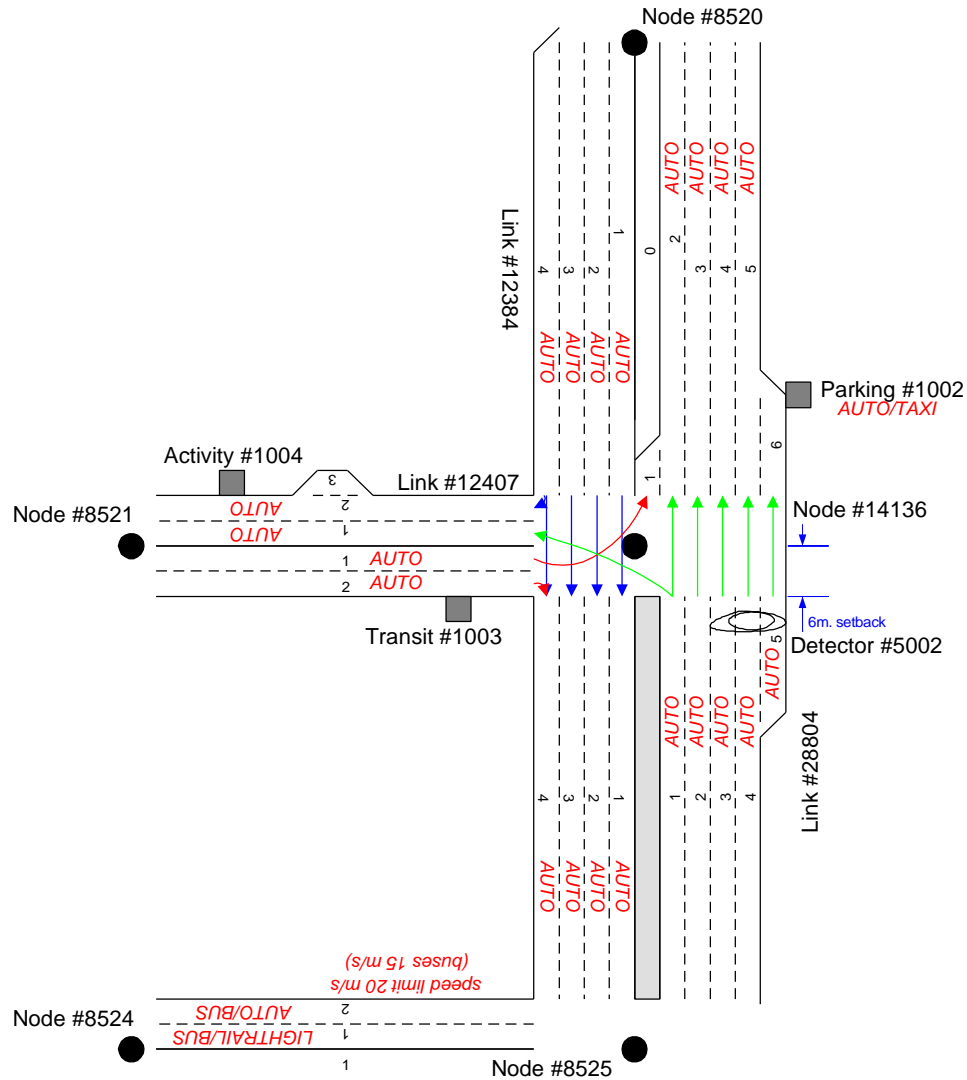 Node #8520
AUTO
AUTO
AUTO
AUTO
Link #12384
1
0
2
4
3
2
3
4
5
AUTO
AUTO
AUTO
AUTO
Parking #1002
AUTO/TAXI
Activity #1004
Link #12407
3
2
1
6
AUTO
AUTO
Node #8521
Node #14136
1
AUTO
2
AUTO
Transit #1003
6m. setback
Detector #5002
AUTO 5
AUTO
AUTO
AUTO
AUTO
Link #28804
4
3
2
1
1
2
3
4
AUTO
AUTO
AUTO
AUTO
speed limit 20 m/s
(buses 15 m/s)
AUTO/BUS
2
LIGHTRAIL/BUS
1
1
Node #8524
Node #8525
1